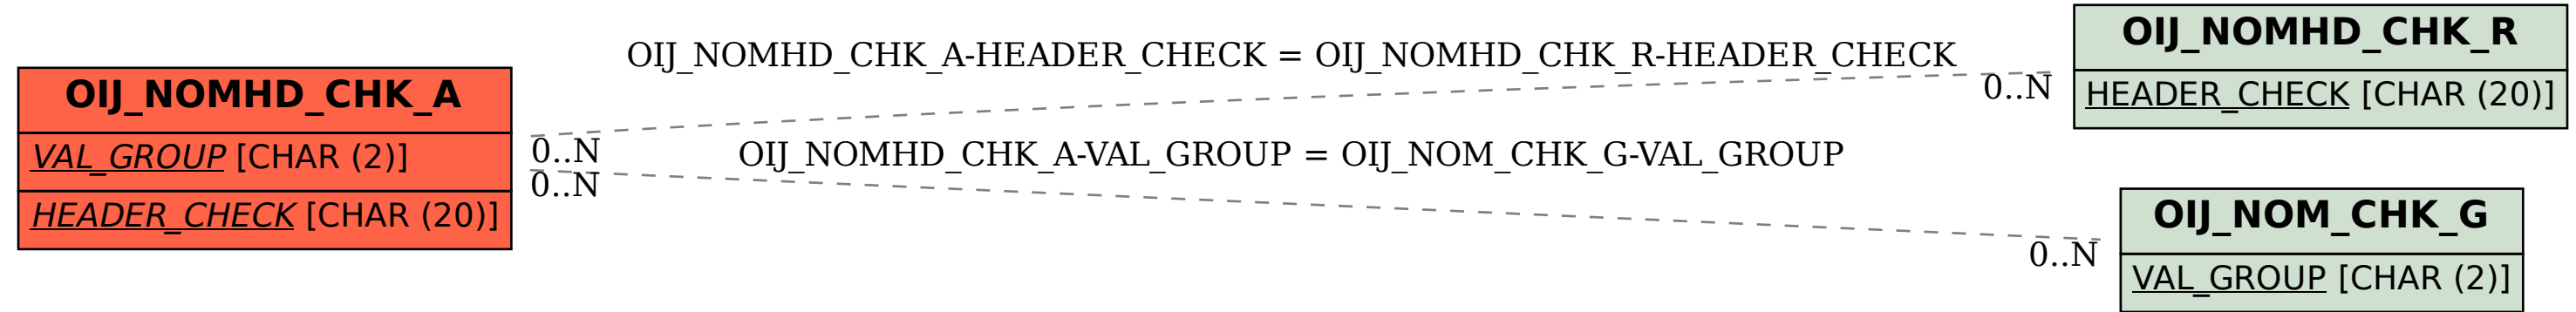 OIJ_NOMHD_CHK_A
VAL_GROUP [CHAR (2)]
HEADER_CHECK [CHAR (20)]
OIJ_NOMHD_CHK_A-HEADER_CHECK = OIJ_NOMHD_CHK_R-HEADER_CHECK
0..N
0..N
OIJ_NOMHD_CHK_A-VAL_GROUP = OIJ_NOM_CHK_G-VAL_GROUP
0..N
0..N
OIJ_NOMHD_CHK_R
HEADER_CHECK [CHAR (20)]
OIJ_NOM_CHK_G
VAL_GROUP [CHAR (2)]